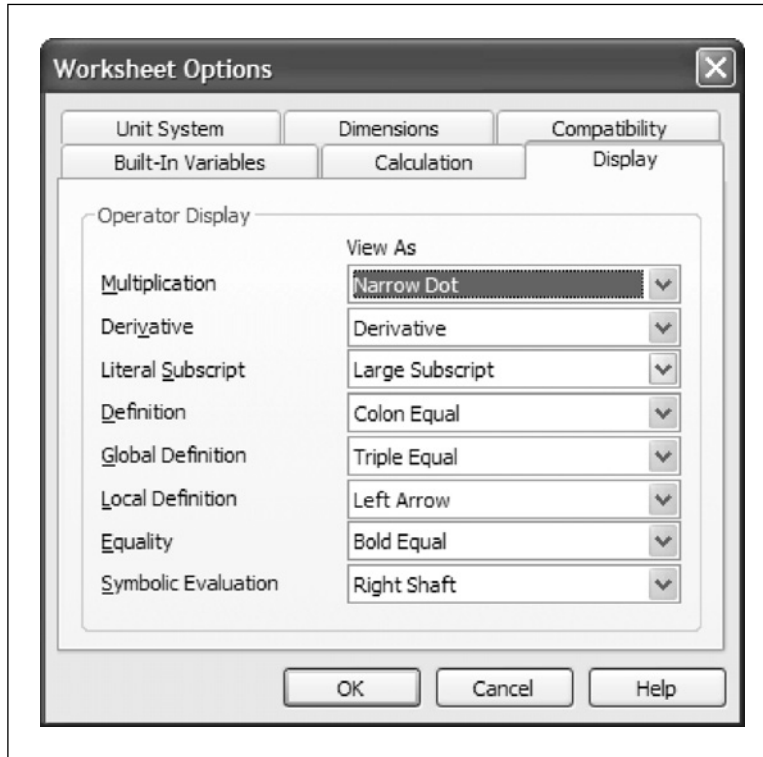 Worksheet Options
Unit System Dimensions Compatibility
Built-In Variables Calculation Display
Operator Display
View As
Multiplication Narrow Dot
Derivative Derivative
Literal Subscript Large Subscript
Definition Colon Equal
Global Definition Triple Equal
Local Definition Left Arrow
Equality Bold Equal
Symbolic Evaluation Right Shaft
OK Cancel Help